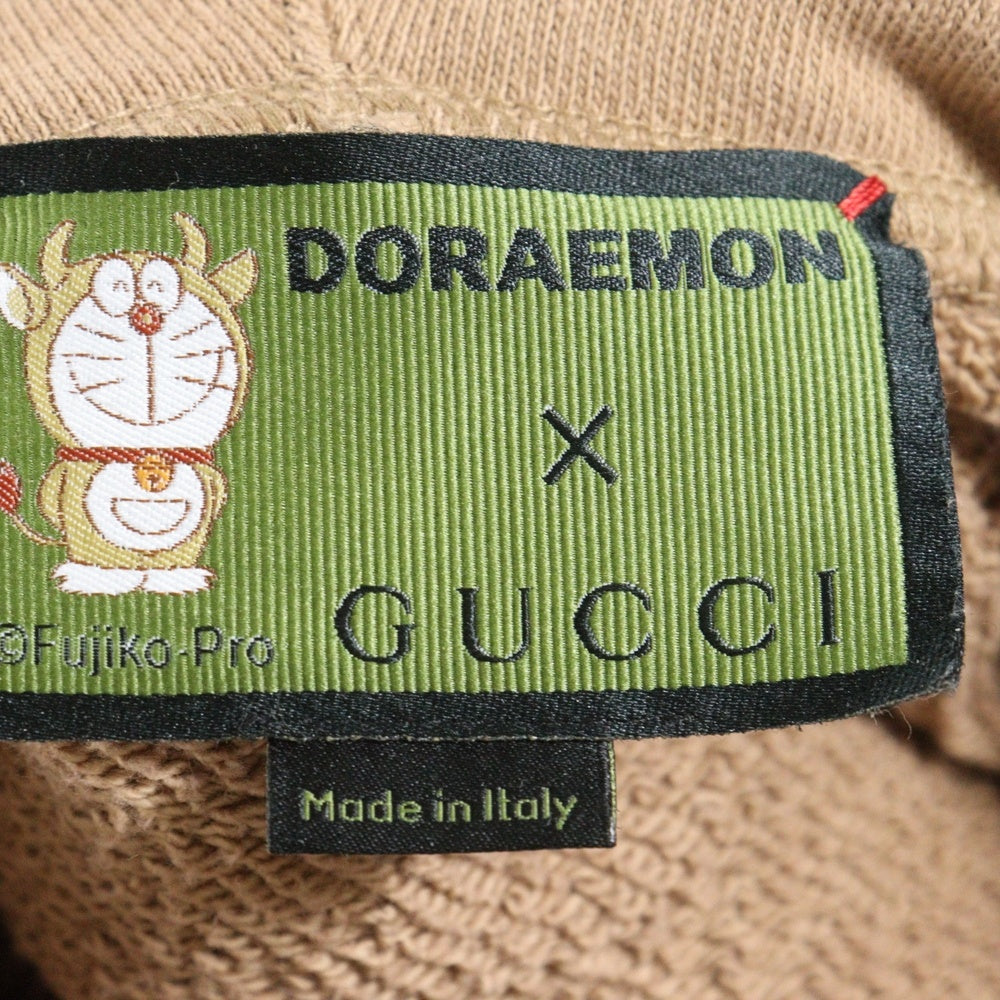 DORAEMON
×
GUCCI
©Fujiko-Pro
Made in Italy